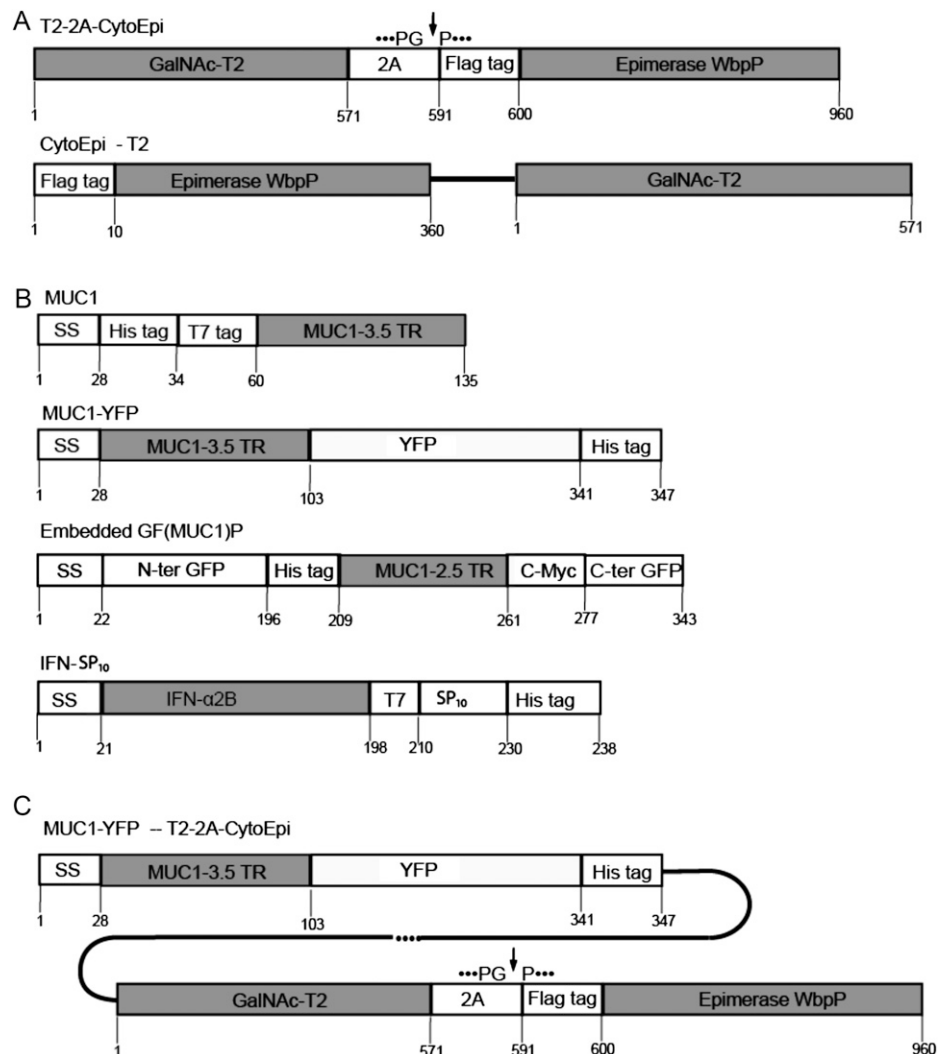 A
T2-2A-CytoEpi
•••PG P•••
GalNAc-T2 2A Flag tag Epimerase WbpP
1 571 591 600 960
CytoEpi - T2
Flag tag Epimerase WbpP GalNAc-T2
1 10 360 1 571
B
MUC1
SS His tag T7 tag MUC1-3.5 TR
1 28 34 60 135
MUC1-YFP
SS MUC1-3.5 TR YFP His tag
1 28 103 341 347
Embedded GF(MUC1)P
SS N-ter GFP His tag MUC1-2.5 TR C-Myc C-ter GFP
1 22 196 209 261 277 343
IFN-SP₁₀
SS IFN-α2B T7 SP₁₀ His tag
1 21 198 210 230 238
C
MUC1-YFP -- T2-2A-CytoEpi
SS MUC1-3.5 TR YFP His tag
1 28 103 341 347
•••PG P•••
GalNAc-T2 2A Flag tag Epimerase WbpP
1 571 591 600 960